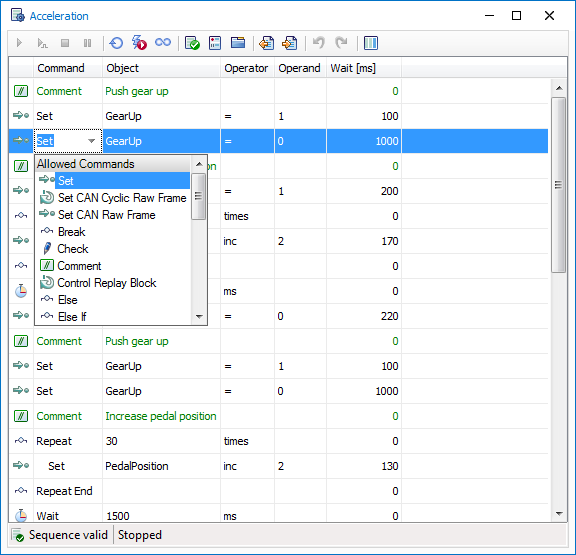 Acceleration
Command Object Operator Operand Wait [ms]
Comment Push gear up 0
Set GearUp = 1 100
Set GearUp = 0 1000
Allowed Commands ion 0
Set = 1 200
Set CAN Cyclic Raw Frame
Set CAN Raw Frame times 0
Break
Check inc 2 170
Comment 0
Control Replay Block ms 0
Else
Else If = 0 220
Comment Push gear up 0
Set GearUp = 1 100
Set GearUp = 0 1000
Comment Increase pedal position 0
Repeat 30 times 0
Set PedalPosition inc 2 130
Repeat End 0
Wait 1500 ms 0
Sequence valid Stopped